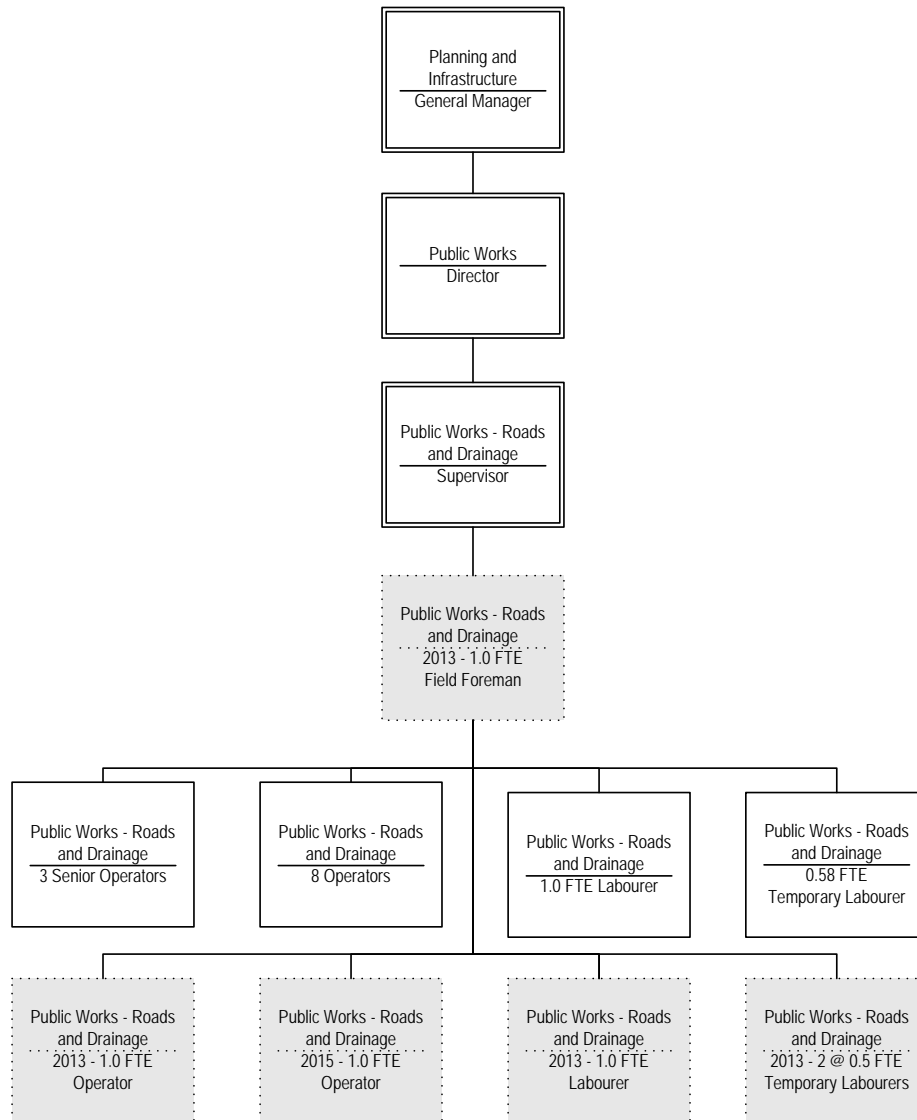 Planning and
Infrastructure
General Manager
Public Works
Director
Public Works - Roads
and Drainage
Supervisor
Public Works - Roads
and Drainage
2013 - 1.0 FTE
Field Foreman
Public Works - Roads
and Drainage
3 Senior Operators
Public Works - Roads
and Drainage
8 Operators
Public Works - Roads
and Drainage
1.0 FTE Labourer
Public Works - Roads
and Drainage
0.58 FTE
Temporary Labourer
Public Works - Roads
and Drainage
2013 - 1.0 FTE
Operator
Public Works - Roads
and Drainage
2015 - 1.0 FTE
Operator
Public Works - Roads
and Drainage
2013 - 1.0 FTE
Labourer
Public Works - Roads
and Drainage
2013 - 2 @ 0.5 FTE
Temporary Labourers